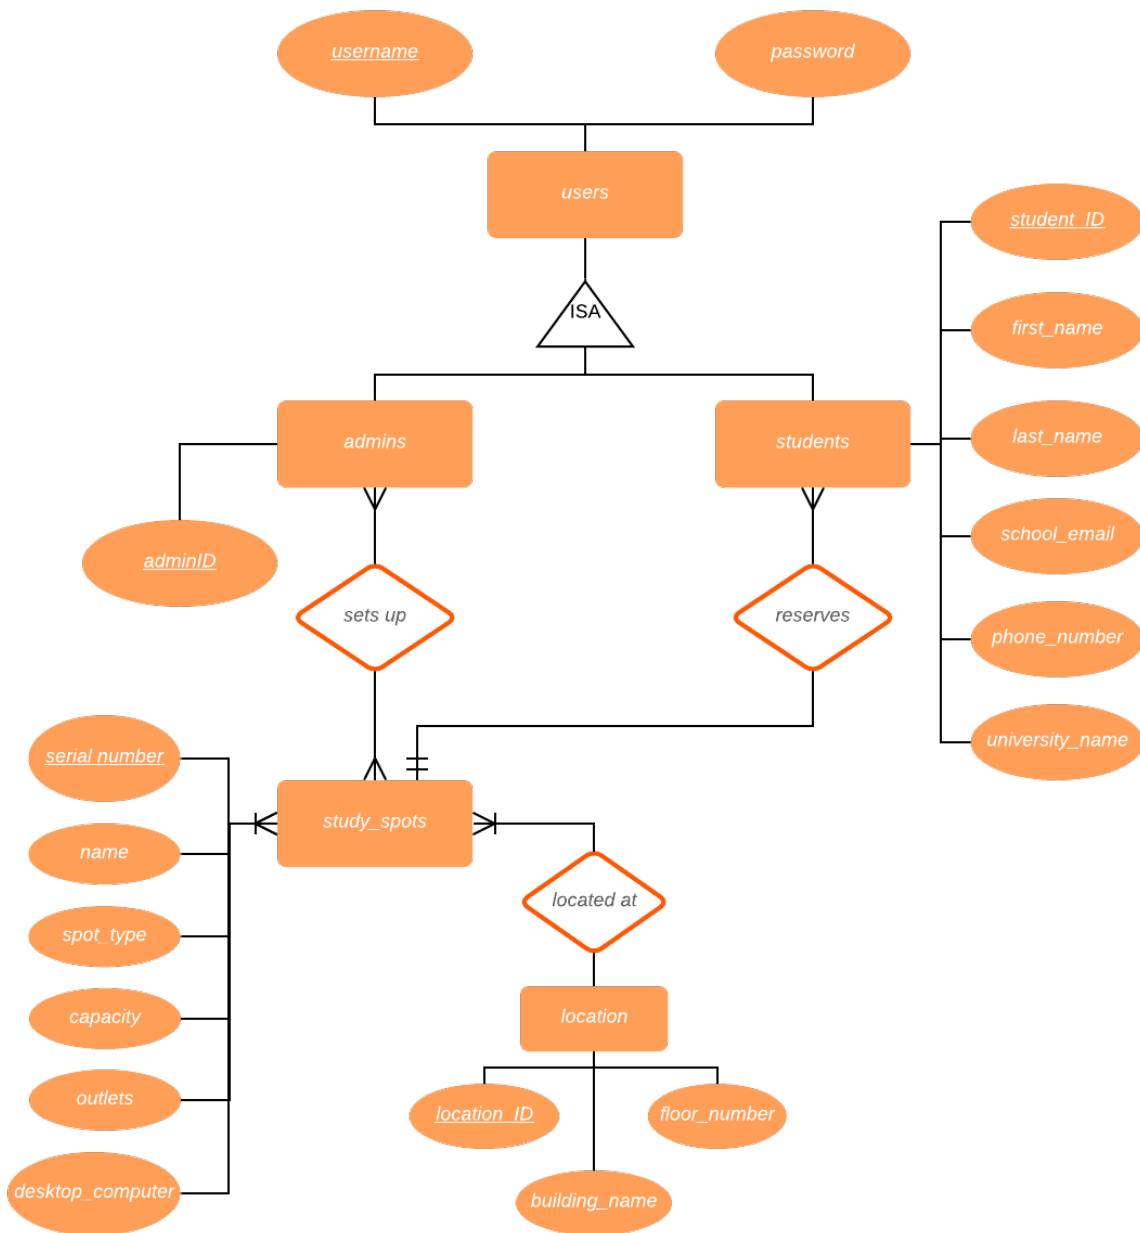 username
password
users
student_ID
ISA
first_name
admins
students
last_name
school_email
adminID
sets up
reserves
phone_number
university_name
serial number
study_spots
name
located at
spot_type
capacity
location
outlets
location_ID
floor_number
desktop_computer
building_name